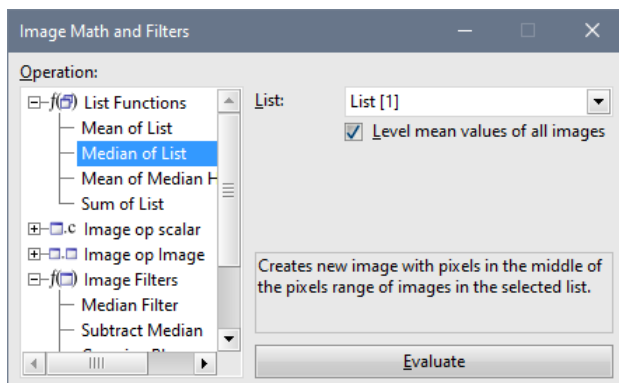 Image Math and Filters
Operation:
List Functions
Mean of List
Median of List
Mean of Median H
Sum of List
Image op scalar
Image op Image
Image Filters
Median Filter
Subtract Median
List:
List [1]
Level mean values of all images
Creates new image with pixels in the middle of
the pixels range of images in the selected list.
Evaluate